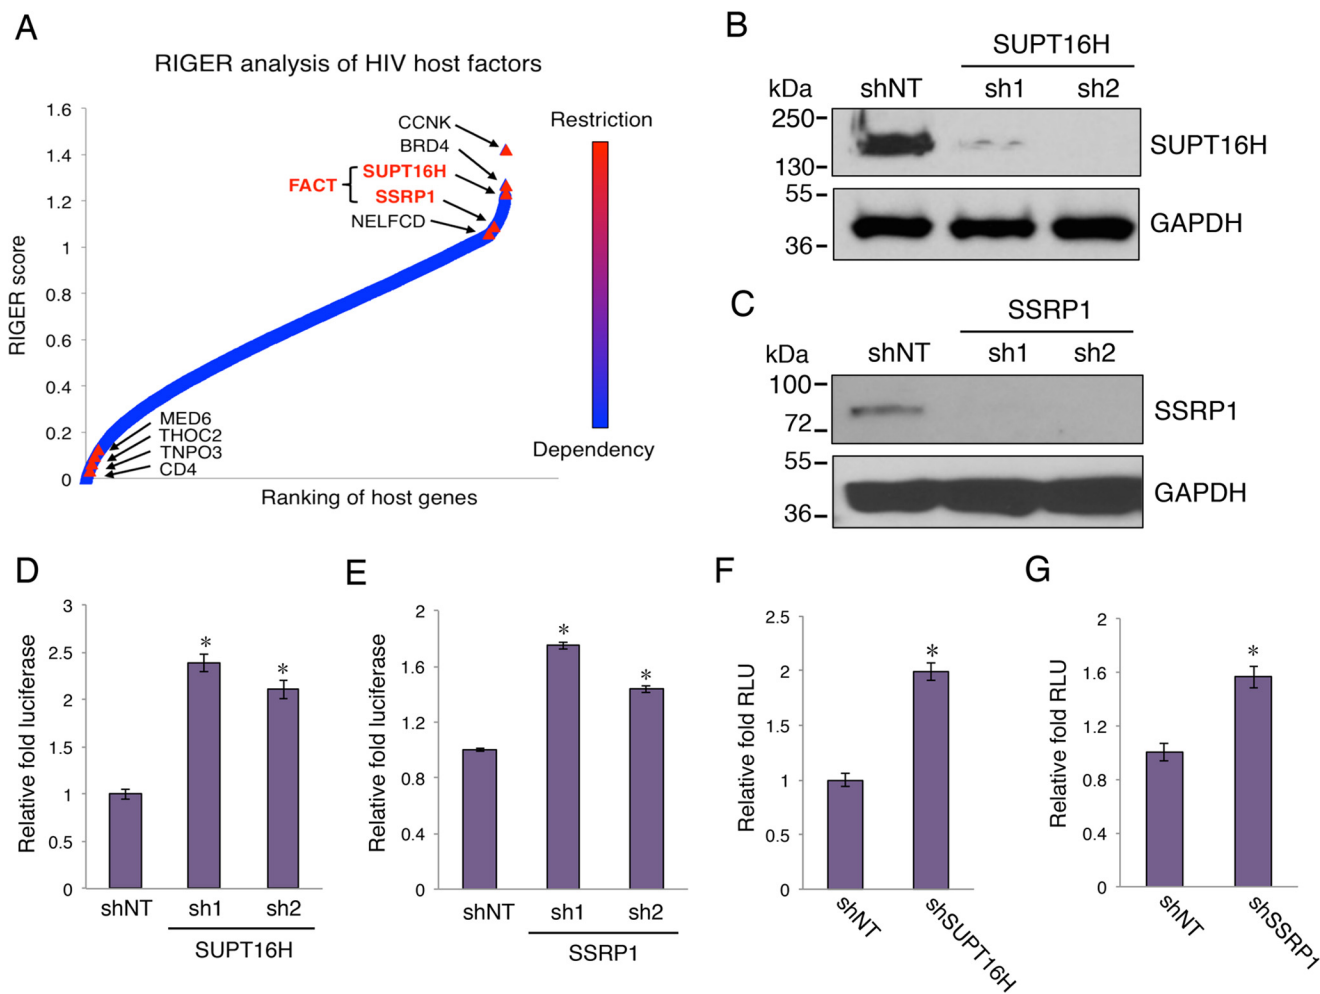 A
RIGER analysis of HIV host factors
RIGER score
1.6
1.4
1.2
1
0.8
0.6
0.4
0.2
0
CCNK
BRD4
SUPT16H
FACT
SSRP1
NELFCD
MED6
THOC2
TNPO3
CD4
Ranking of host genes
Restriction
Dependency
B
SUPT16H
kDa shNT sh1 sh2
250
130
SUPT16H
55
36
GAPDH
C
SSRP1
kDa shNT sh1 sh2
100
72
SSRP1
55
36
GAPDH
D
Relative fold luciferase
3
2.5
2
1.5
1
0.5
0
* *
shNT sh1 sh2
SUPT16H
E
Relative fold luciferase
2
1.6
1.2
0.8
0.4
0
* *
shNT sh1 sh2
SSRP1
F
Relative fold RLU
2.5
2
1.5
1
0.5
0
*
shNT
shSUPT16H
G
Relative fold RLU
2
1.6
1.2
0.8
0.4
0
*
shNT
shSSRP1